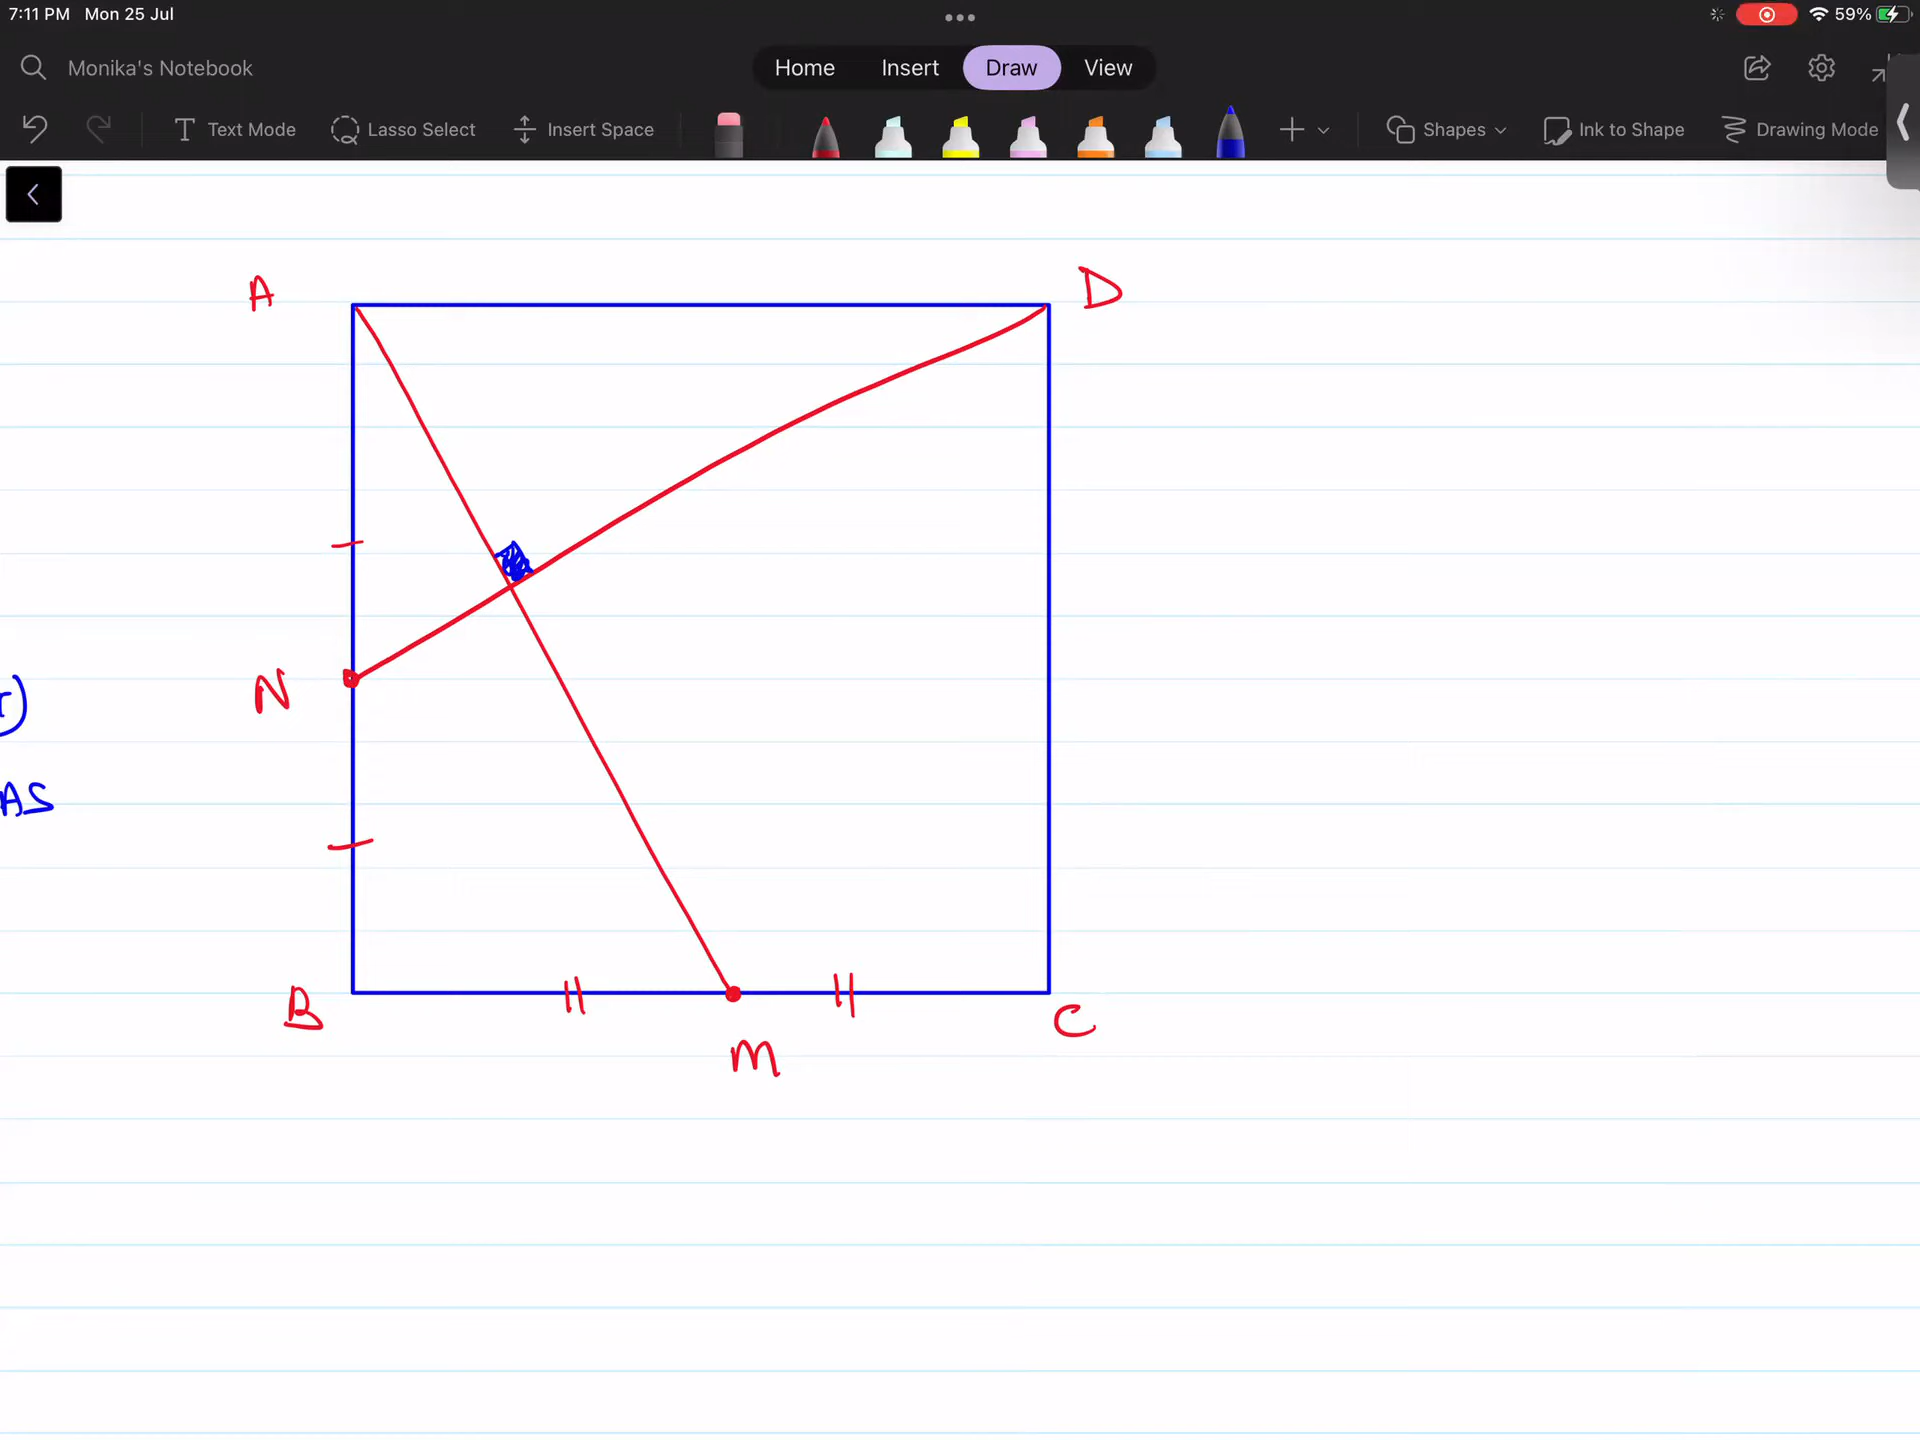 7:11 PM Mon 25 Jul
59%
Monika's Notebook
Home Insert Draw View
Text Mode Lasso Select Insert Space Shapes Ink to Shape Drawing Mode
A
D
N
AS
B
C
M